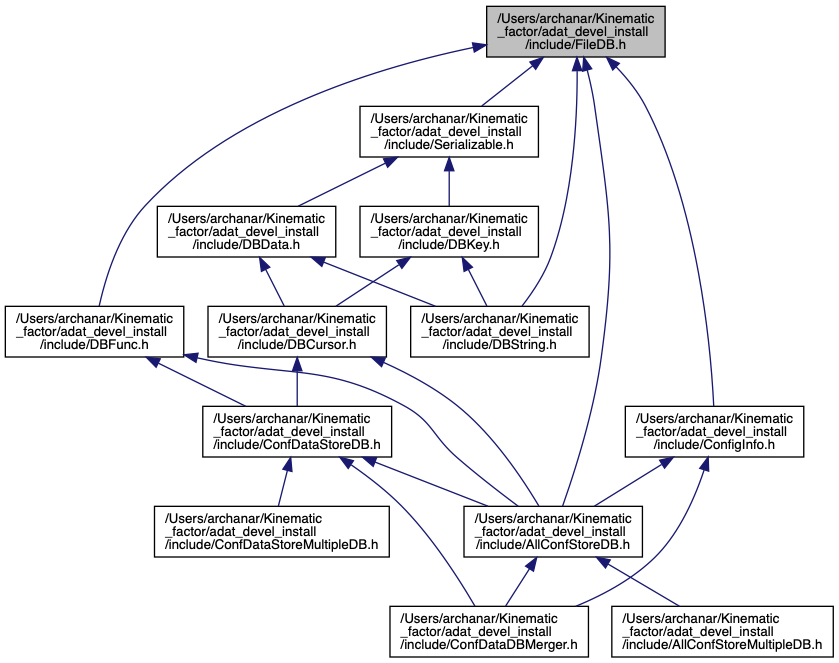 /Users/archanar/Kinematic
_factor/adat_devel_install
/include/FileDB.h
/Users/archanar/Kinematic
_factor/adat_devel_install
/include/Serializable.h
/Users/archanar/Kinematic
_factor/adat_devel_install
/include/DBData.h
/Users/archanar/Kinematic
_factor/adat_devel_install
/include/DBKey.h
/Users/archanar/Kinematic
_factor/adat_devel_install
/include/DBFunc.h
/Users/archanar/Kinematic
_factor/adat_devel_install
/include/DBCursor.h
/Users/archanar/Kinematic
_factor/adat_devel_install
/include/DBString.h
/Users/archanar/Kinematic
_factor/adat_devel_install
/include/ConfDataStoreDB.h
/Users/archanar/Kinematic
_factor/adat_devel_install
/include/ConfigInfo.h
/Users/archanar/Kinematic
_factor/adat_devel_install
/include/ConfDataStoreMultipleDB.h
/Users/archanar/Kinematic
_factor/adat_devel_install
/include/AllConfStoreDB.h
/Users/archanar/Kinematic
_factor/adat_devel_install
/include/ConfDataDBMerger.h
/Users/archanar/Kinematic
_factor/adat_devel_install
/include/AllConfStoreMultipleDB.h